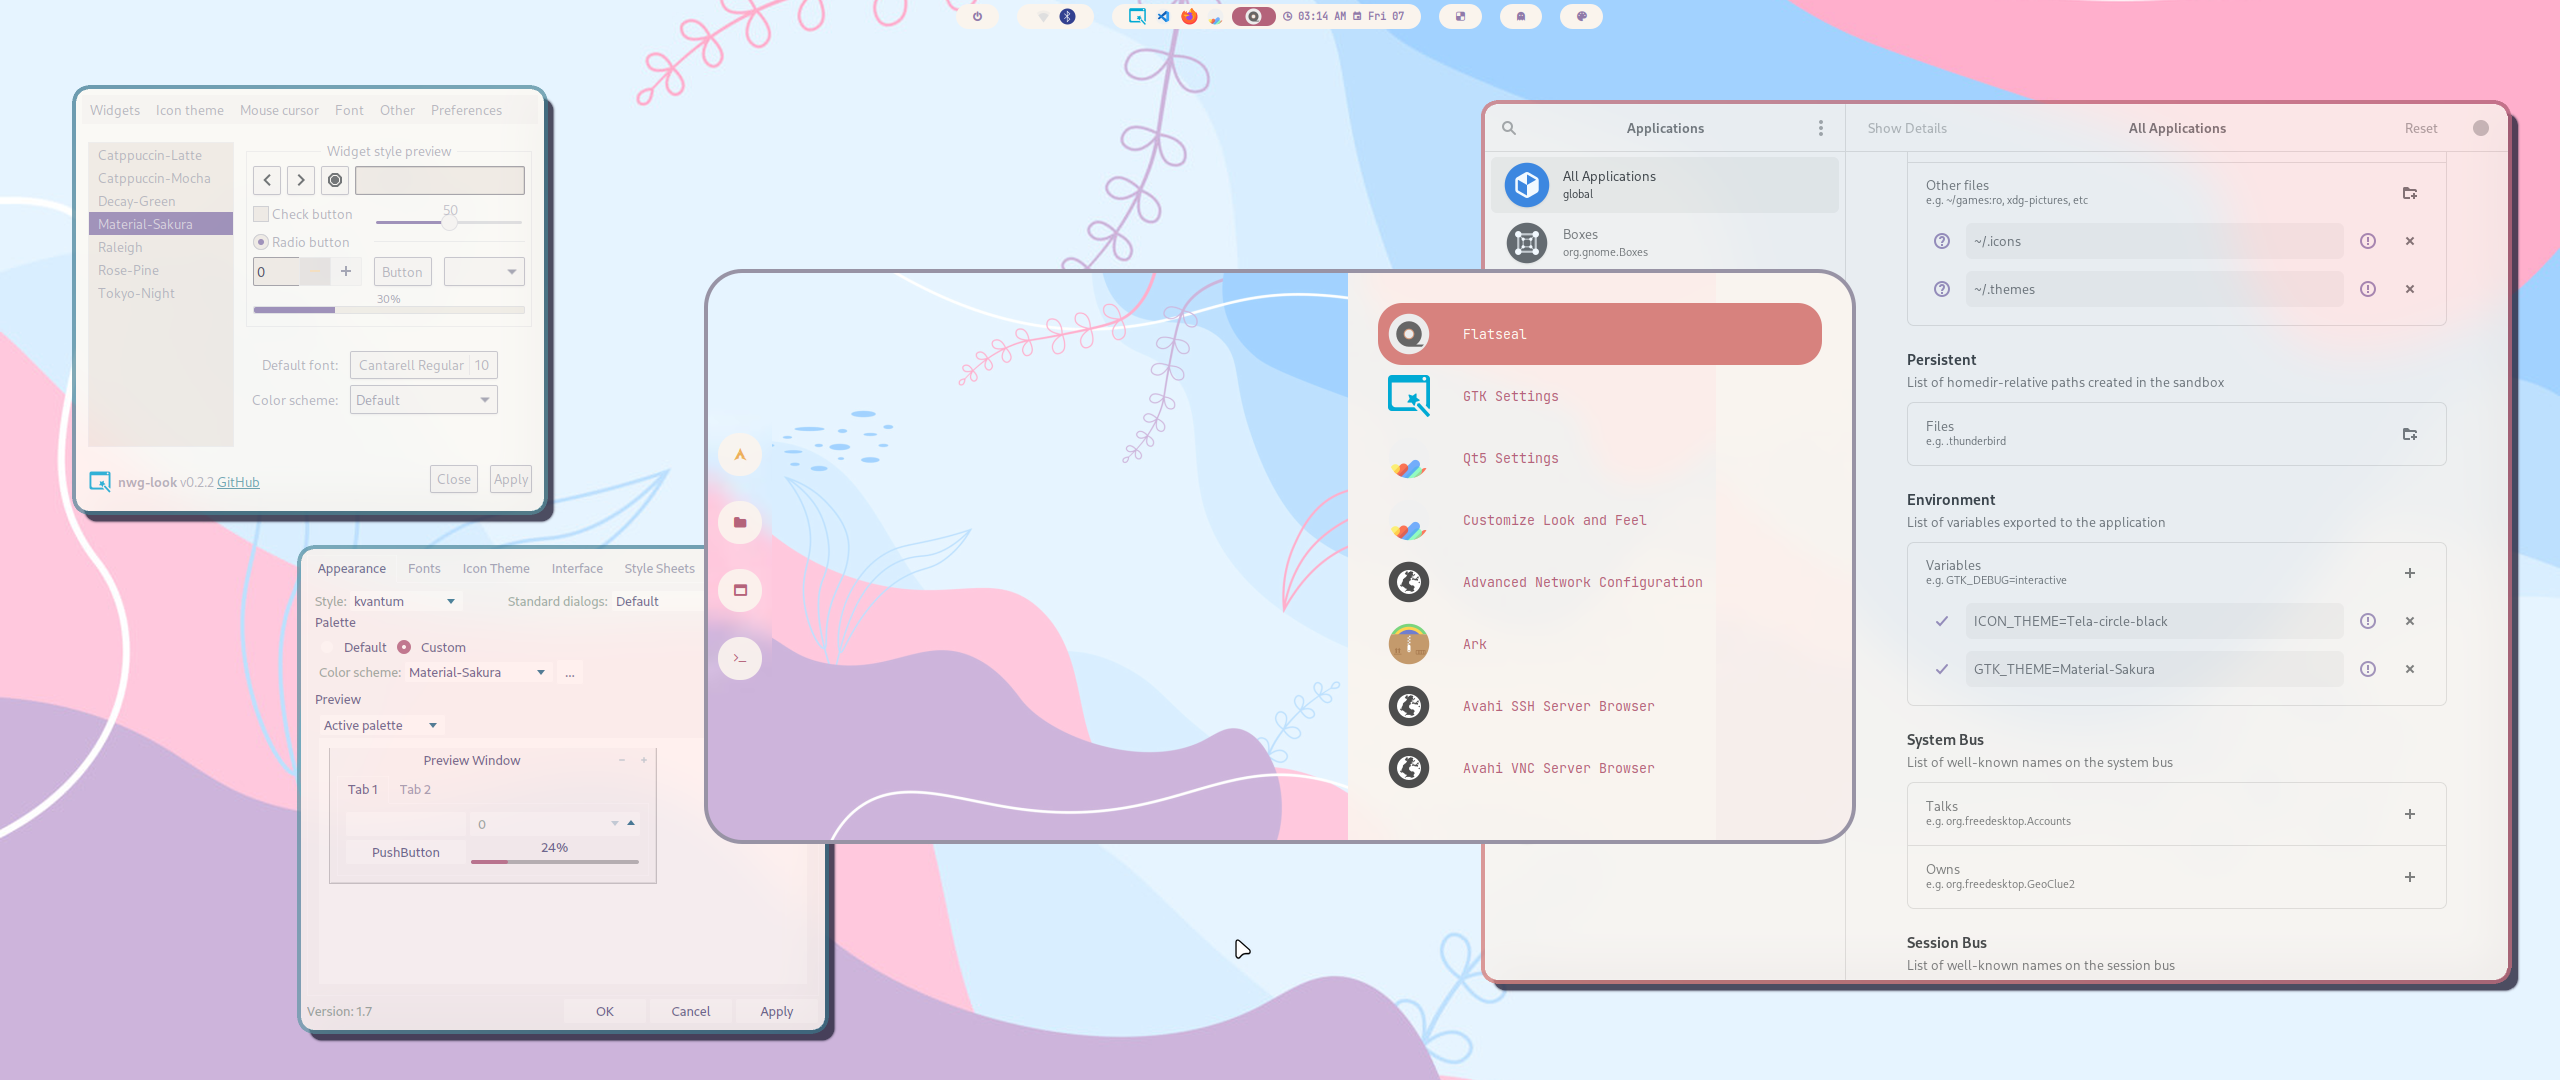 03:14 AM Fri 07
Widgets Icon theme Mouse cursor Font Other Preferences
Catppuccin-Latte
Catppuccin-Mocha
Decay-Green
Material-Sakura
Raleigh
Rose-Pine
Tokyo-Night
Widget style preview
Check button
50
Radio button
0
Button
30%
Default font: Cantarell Regular 10
Color scheme: Default
nwg-look v0.2.2 GitHub
Close Apply
Appearance Fonts Icon Theme Interface Style Sheets
Style: kvantum Standard dialogs: Default
Palette
Default Custom
Color scheme: Material-Sakura ...
Preview
Active palette
Preview Window
Tab 1 Tab 2
0
PushButton 24%
Version: 1.7 OK Cancel Apply
Flatseal
GTK Settings
Qt5 Settings
Customize Look and Feel
Advanced Network Configuration
Ark
Avahi SSH Server Browser
Avahi VNC Server Browser
Applications
All Applications
global
Boxes
org.gnome.Boxes
Show Details All Applications Reset
Other files
e.g. ~/games:ro, xdg-pictures, etc
~/.icons
~/.themes
Persistent
List of homedir-relative paths created in the sandbox
Files
e.g. .thunderbird
Environment
List of variables exported to the application
Variables
e.g. GTK_DEBUG=interactive
ICON_THEME=Tela-circle-black
GTK_THEME=Material-Sakura
System Bus
List of well-known names on the system bus
Talks
e.g. org.freedesktop.Accounts
Owns
e.g. org.freedesktop.GeoClue2
Session Bus
List of well-known names on the session bus